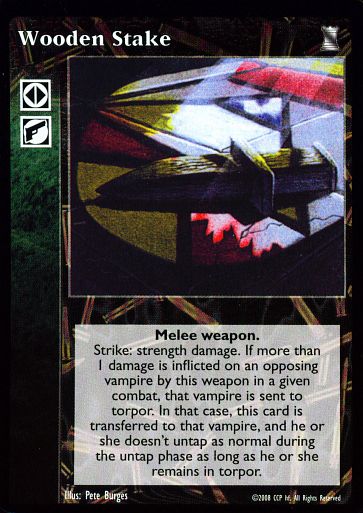 Wooden Stake
Melee weapon.
Strike: strength damage. If more than
1 damage is inflicted on an opposing
vampire by this weapon in a given
combat, that vampire is sent to
torpor. In that case, this card is
transferred to that vampire, and he or
she doesn't untap as normal during
the untap phase as long as he or she
remains in torpor.
Illus: Pete Burges
©2008 CCP hf. All Rights Reserved